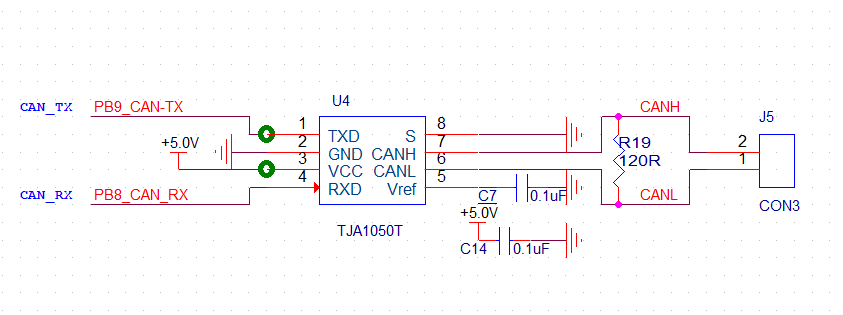 U4
CAN_TX PB9_CAN-TX
CANH
J5
1 TXD S 8
+5.0V
2 GND CANH 7
R19
120R
2
3 VCC CANL 6
1
4 RXD Vref 5
CAN_RX PB8_CAN_RX
C7 0.1uF
CANL
CON3
+5.0V
TJA1050T
C14 0.1uF